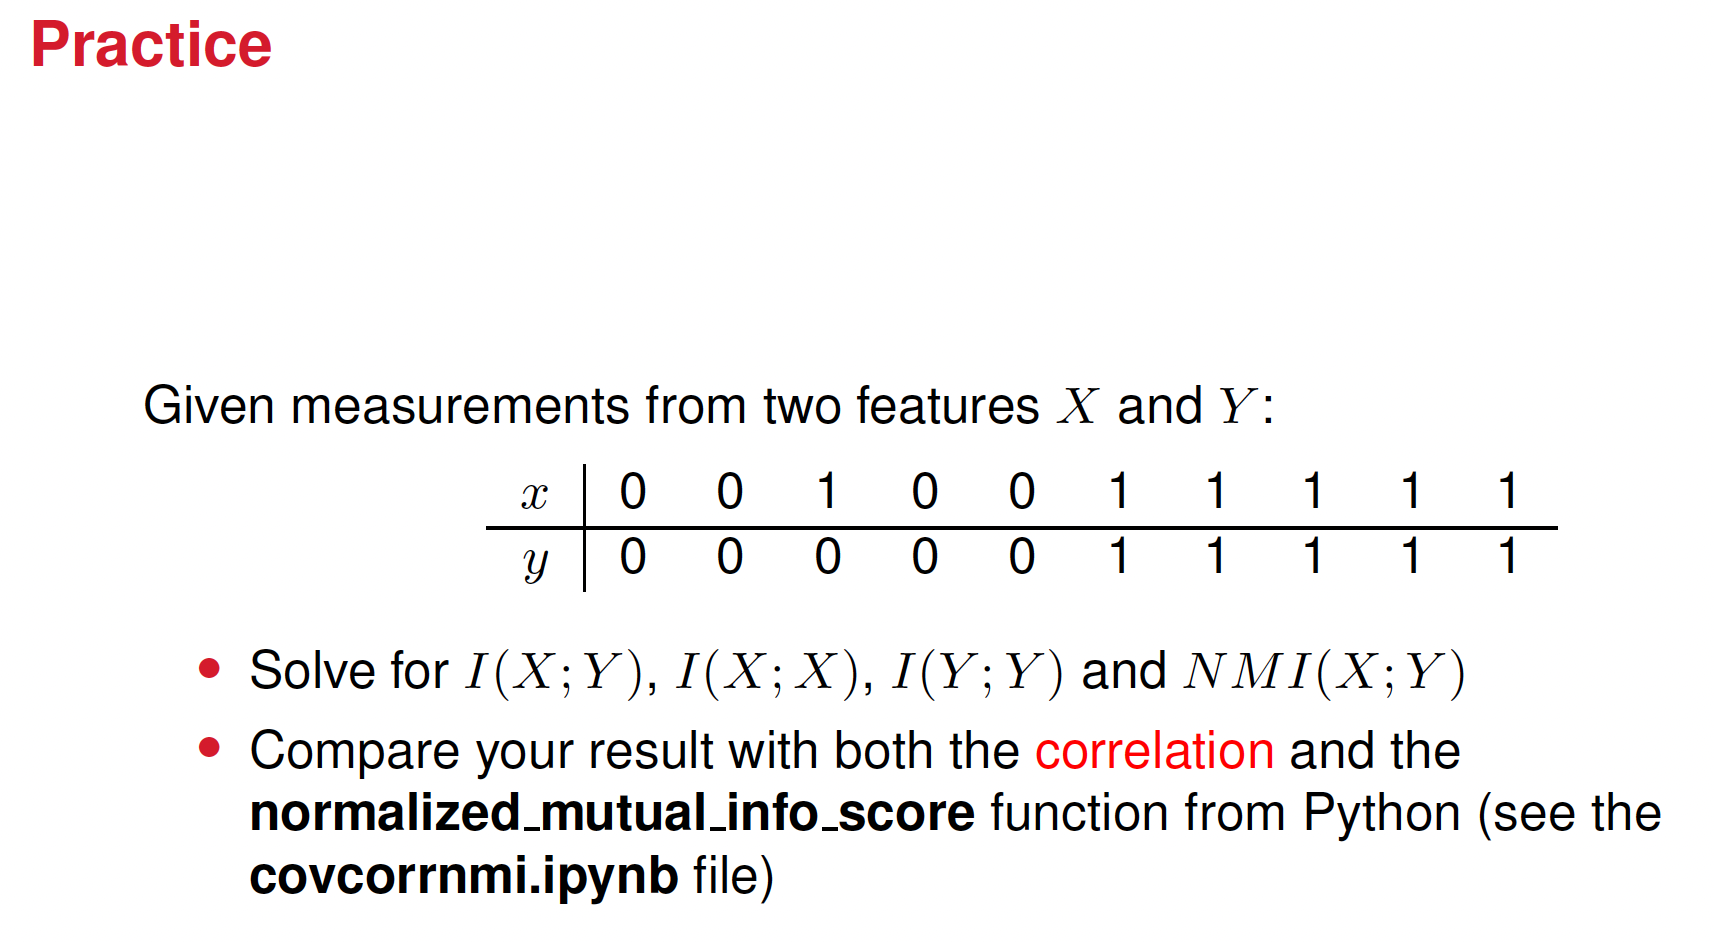 Practice
Given measurements from two features X and Y:
x 0 0 1 0 0 1 1 1 1 1
y 0 0 0 0 0 1 1 1 1 1
• Solve for I(X; Y), I(X; X), I(Y; Y) and NMI(X; Y)
• Compare your result with both the correlation and the
normalized_mutual_info_score function from Python (see the
covcorrnmi.ipynb file)